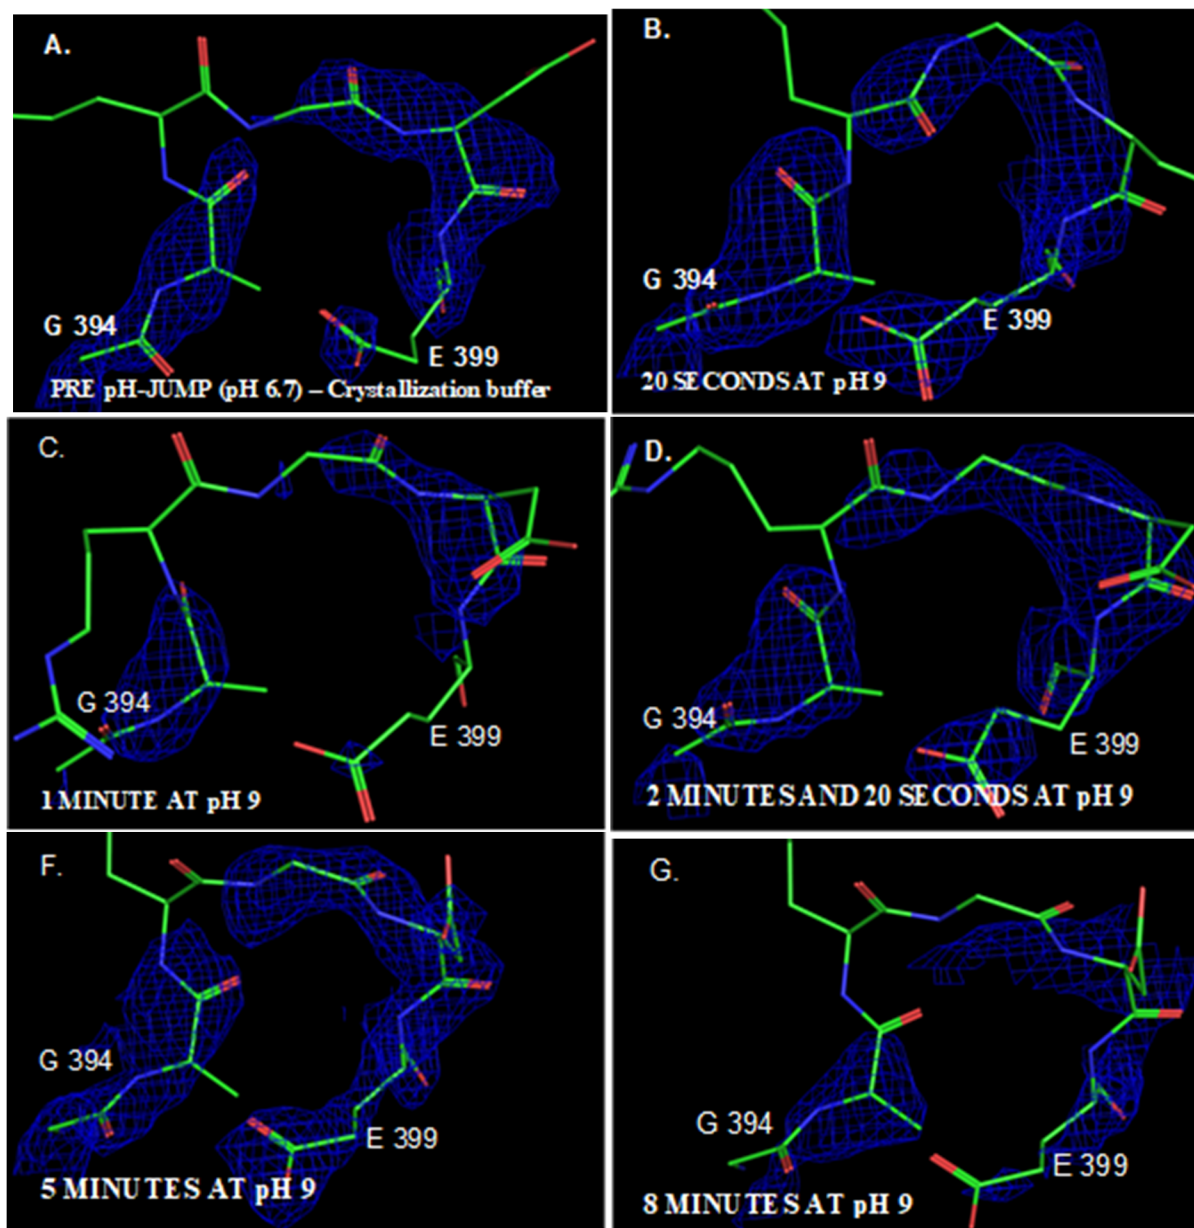 A.
G 394
E 399
PRE pH-JUMP (pH 6.7) – Crystallization buffer
B.
G 394
E 399
20 SECONDS AT pH 9
C.
G 394
E 399
1 MINUTE AT pH 9
D.
G 394
E 399
2 MINUTES AND 20 SECONDS AT pH 9
F.
G 394
E 399
5 MINUTES AT pH 9
G.
G 394
E 399
8 MINUTES AT pH 9